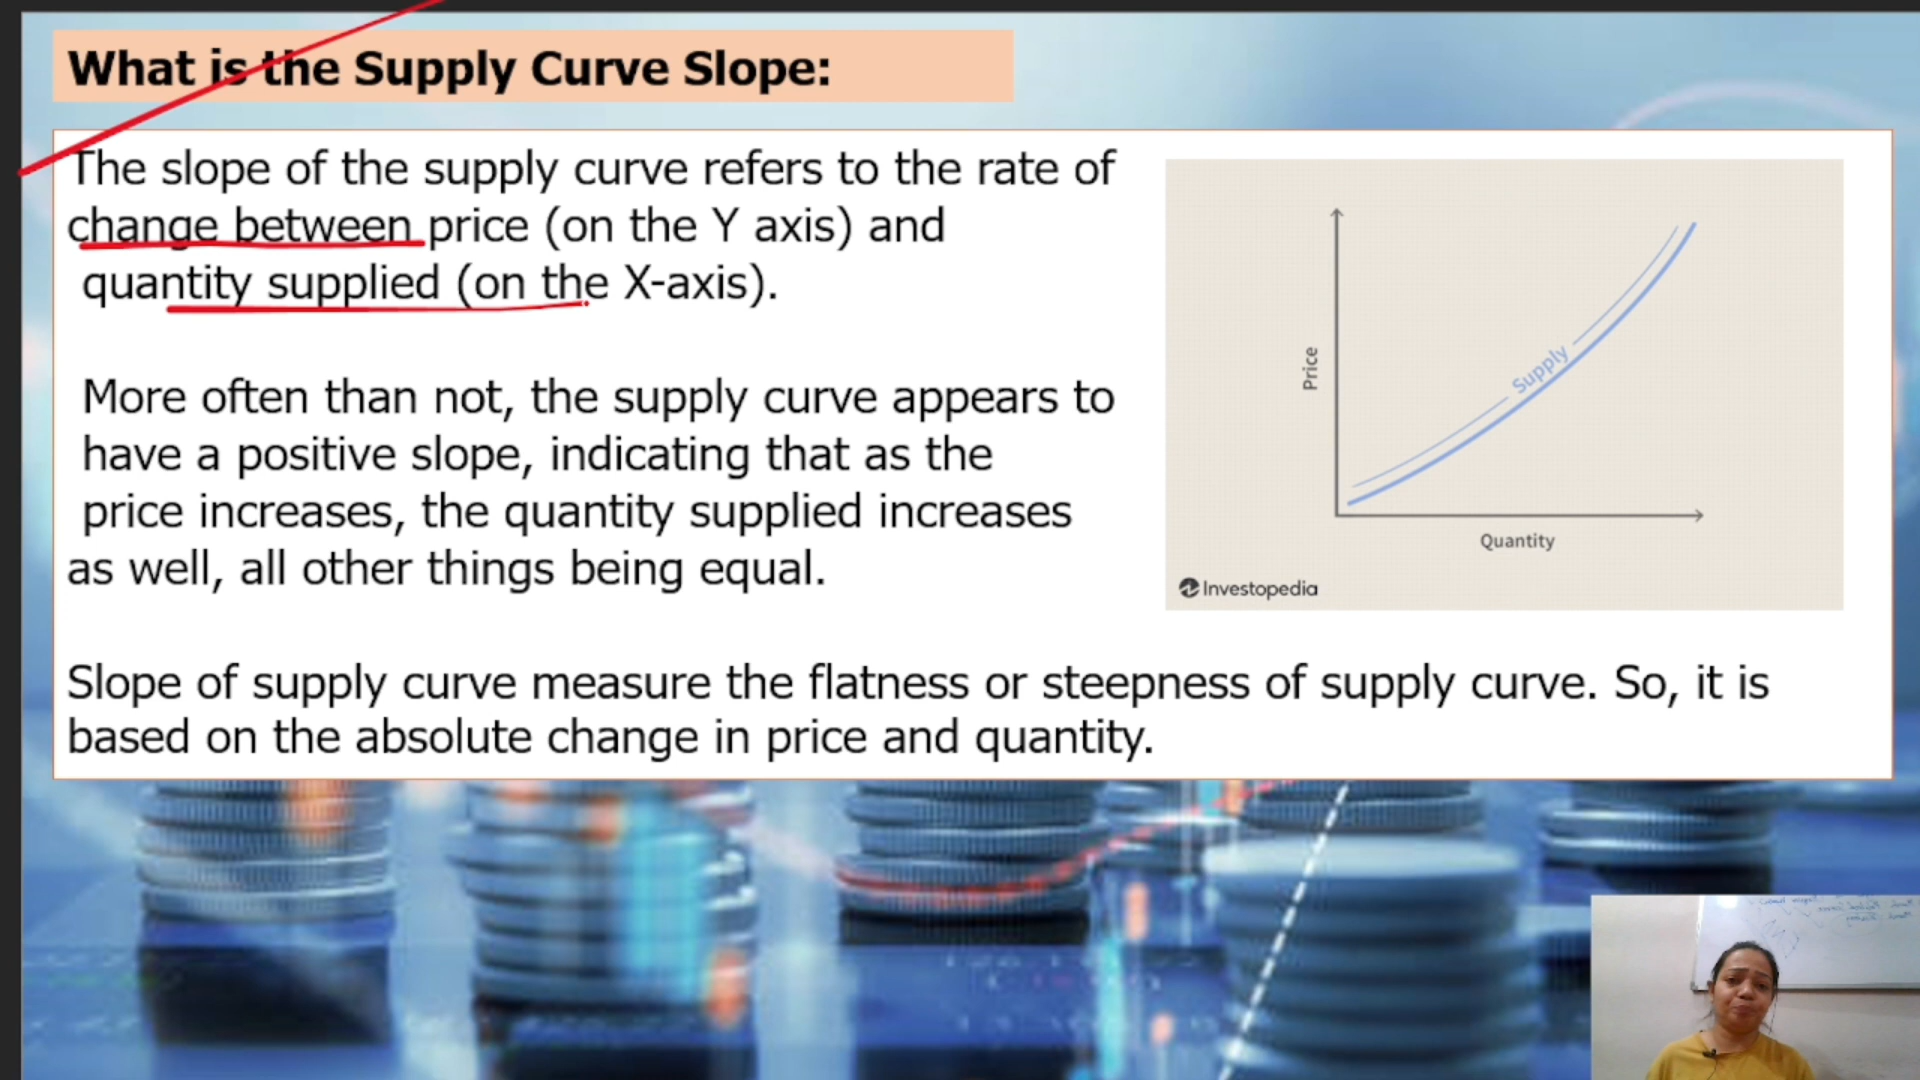 What is the Supply Curve Slope:
The slope of the supply curve refers to the rate of
change between price (on the Y axis) and
quantity supplied (on the X-axis).
More often than not, the supply curve appears to
have a positive slope, indicating that as the
price increases, the quantity supplied increases
as well, all other things being equal.
Slope of supply curve measure the flatness or steepness of supply curve. So, it is
based on the absolute change in price and quantity.
Price
Supply
Quantity
Investopedia